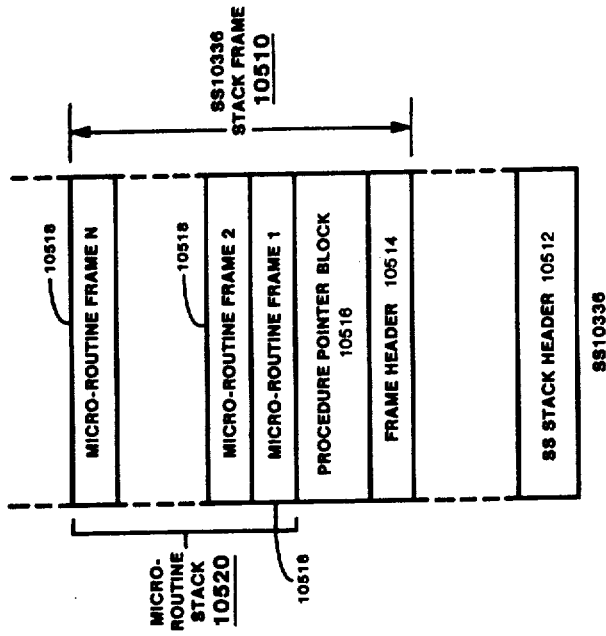 SS10336
STACK FRAME
10510
10518
MICRO-ROUTINE FRAME N
10518
MICRO-ROUTINE FRAME 2
MICRO-ROUTINE FRAME 1
PROCEDURE POINTER BLOCK
10516
FRAME HEADER 10514
SS STACK HEADER 10512
SS10336
MICRO-
ROUTINE
STACK
10520
10518